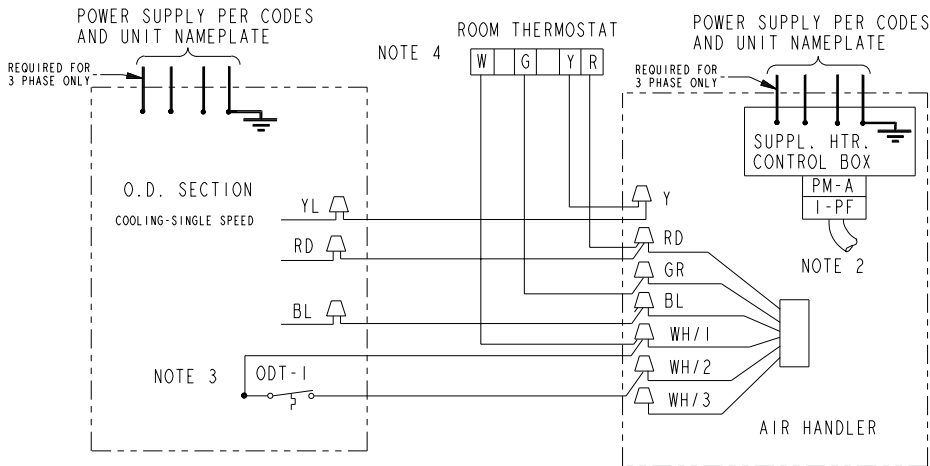 POWER SUPPLY PER CODES
AND UNIT NAMEPLATE
REQUIRED FOR
3 PHASE ONLY
NOTE 4
ROOM THERMOSTAT
W G Y R
POWER SUPPLY PER CODES
AND UNIT NAMEPLATE
REQUIRED FOR
3 PHASE ONLY
SUPPL. HTR.
CONTROL BOX
PM-A
1-PF
NOTE 2
O.D. SECTION
COOLING-SINGLE SPEED
YL
RD
BL
NOTE 3
ODT-1
Y
RD
GR
BL
WH/1
WH/2
WH/3
AIR HANDLER